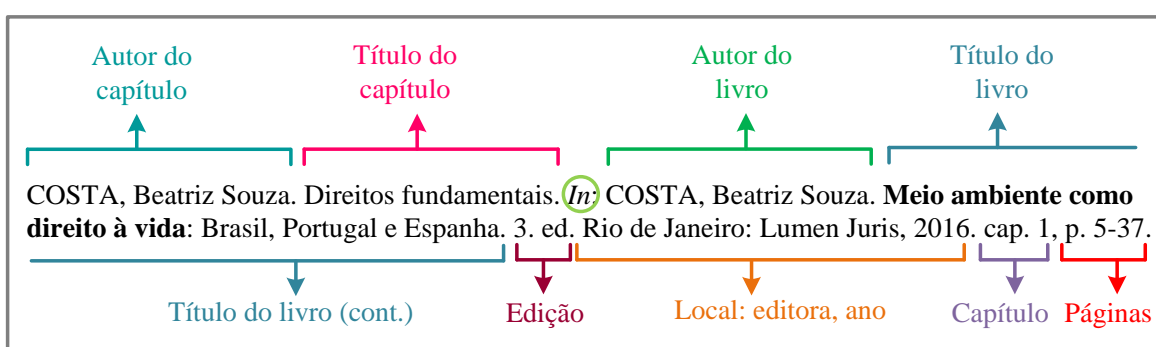 Autor do capítulo
Título do capítulo
Autor do livro
Título do livro
COSTA, Beatriz Souza. Direitos fundamentais. In: COSTA, Beatriz Souza. Meio ambiente como
direito à vida: Brasil, Portugal e Espanha. 3. ed. Rio de Janeiro: Lumen Juris, 2016. cap. 1, p. 5-37.
Título do livro (cont.)
Edição
Local: editora, ano
Capítulo
Páginas